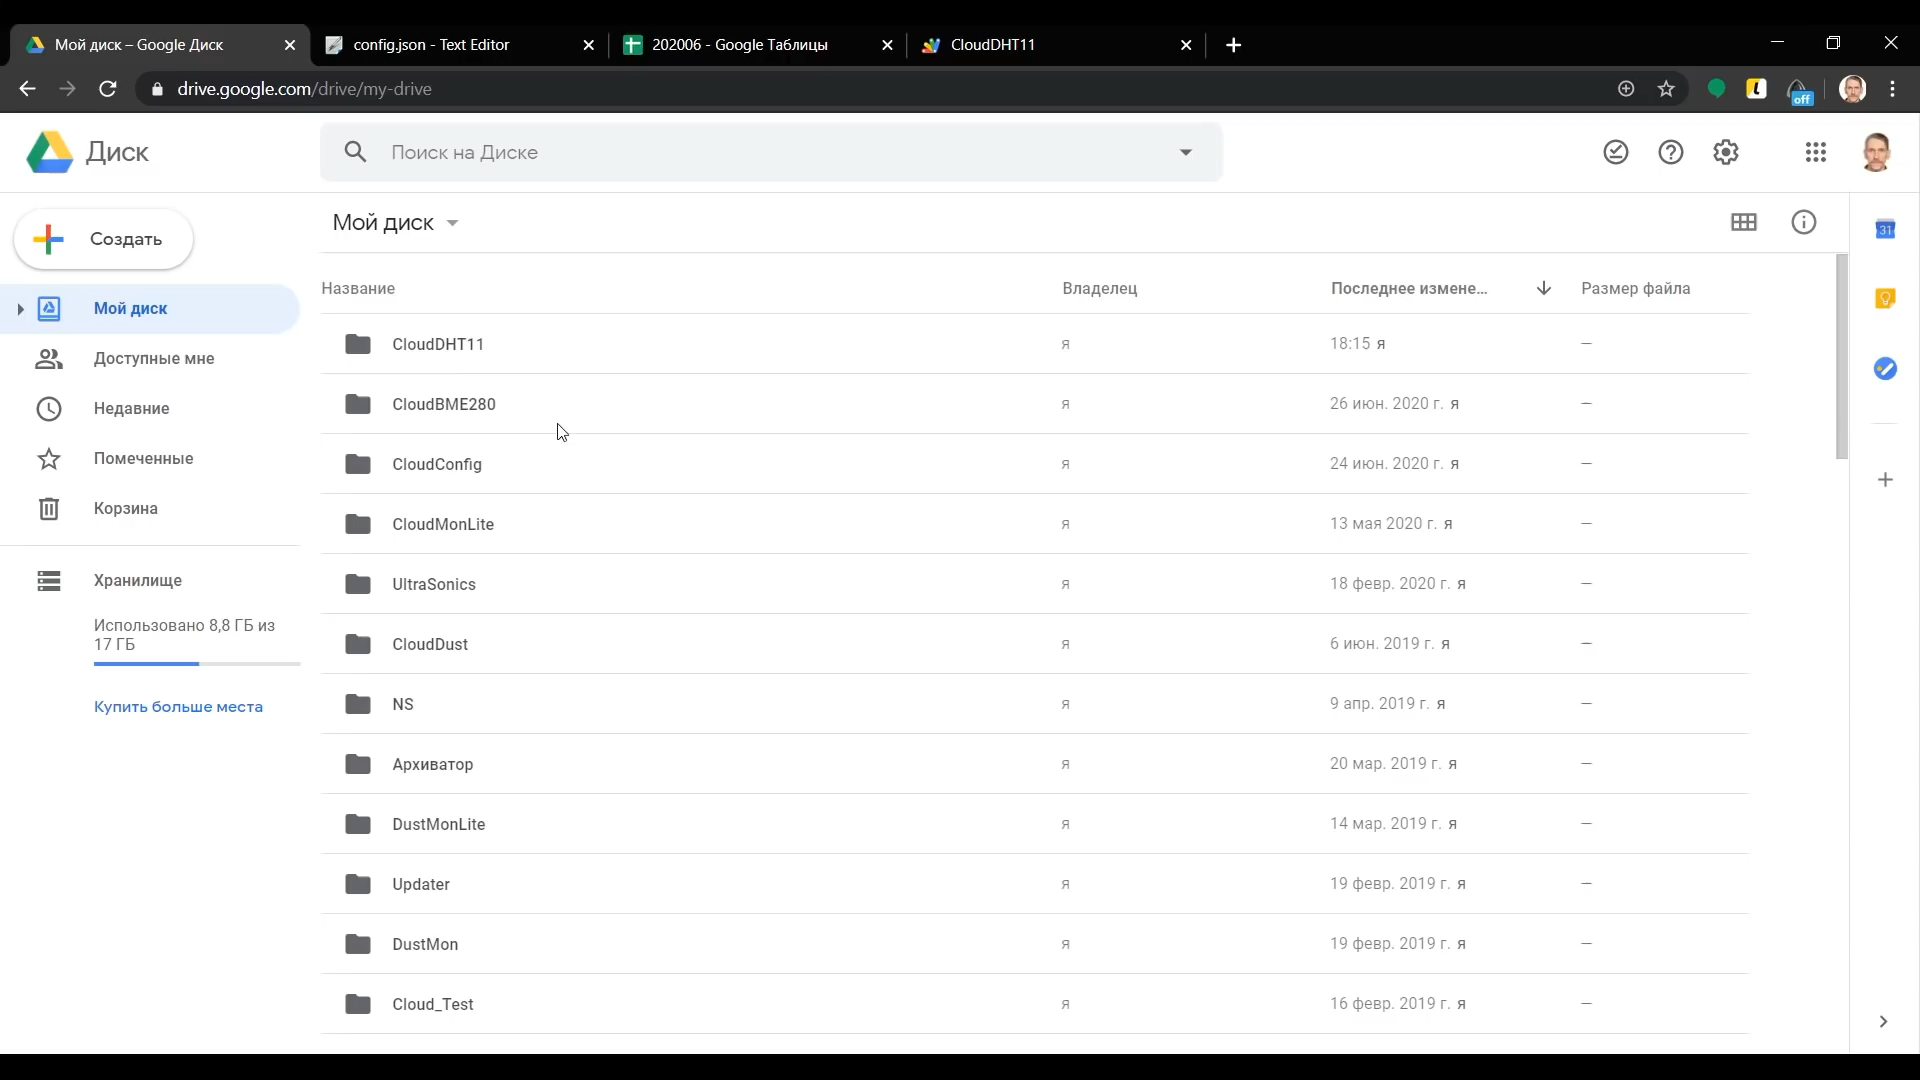 Мой диск – Google Диск
config.json - Text Editor
202006 - Google Таблицы
CloudDHT11
drive.google.com/drive/my-drive
off
Диск
Поиск на Диске
Создать
Мой диск
Доступные мне
Недавние
Помеченные
Корзина
Хранилище
Использовано 8,8 ГБ из
17 ГБ
Купить больше места
Мой диск
Название Владелец Последнее измене... Размер файла
CloudDHT11 я 18:15 я —
CloudBME280 я 26 июн. 2020 г. я —
CloudConfig я 24 июн. 2020 г. я —
CloudMonLite я 13 мая 2020 г. я —
UltraSonics я 18 февр. 2020 г. я —
CloudDust я 6 июн. 2019 г. я —
NS я 9 апр. 2019 г. я —
Архиватор я 20 мар. 2019 г. я —
DustMonLite я 14 мар. 2019 г. я —
Updater я 19 февр. 2019 г. я —
DustMon я 19 февр. 2019 г. я —
Cloud_Test я 16 февр. 2019 г. я —
31